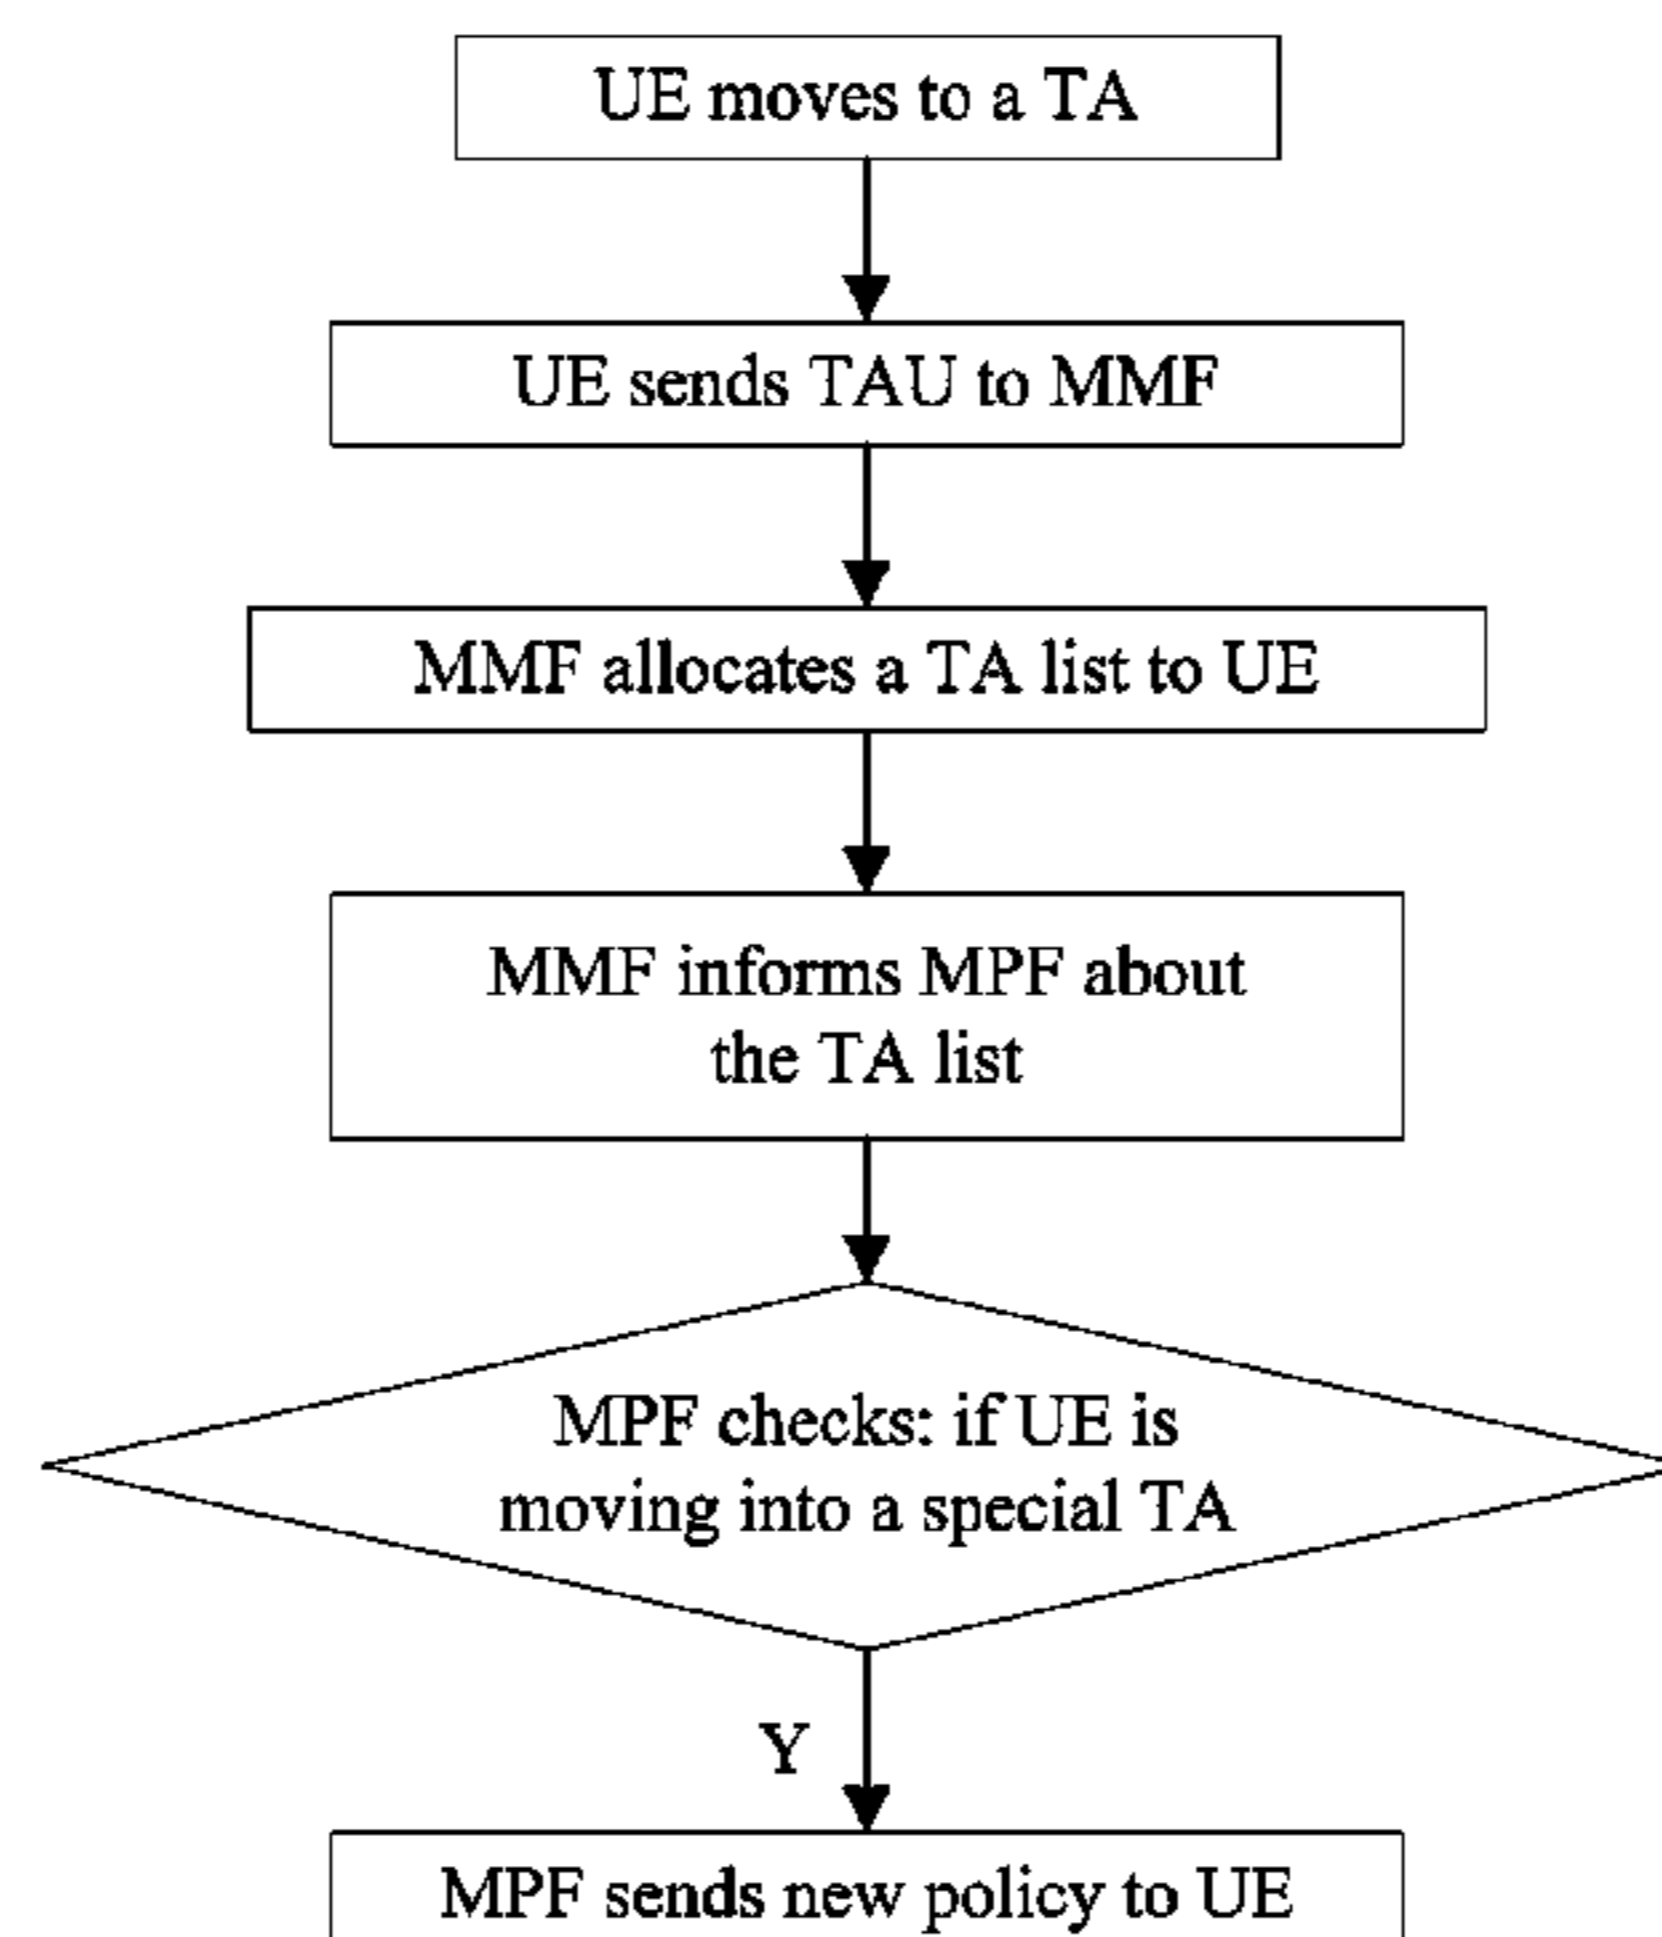 UE moves to a TA
UE sends TAU to MMF
MMF allocates a TA list to UE
MMF informs MPF about
the TA list
MPF checks: if UE is
moving into a special TA
Y
MPF sends new policy to UE